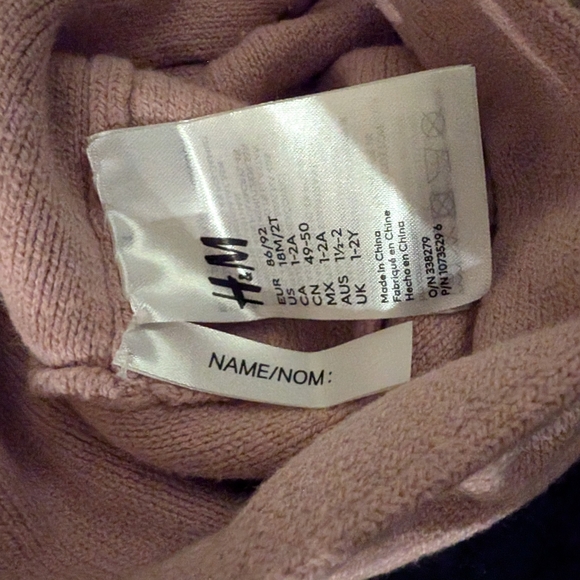 H&M
EUR 86/92
US 18M/2T
CA 1-2A
CN 49-50
MX 1-2A
AUS 1½-2
UK 1-2Y
Made in China
Fabriqué en Chine
Hecho en China
O/N 338279
P/N 1073529 6
NAME/NOM: